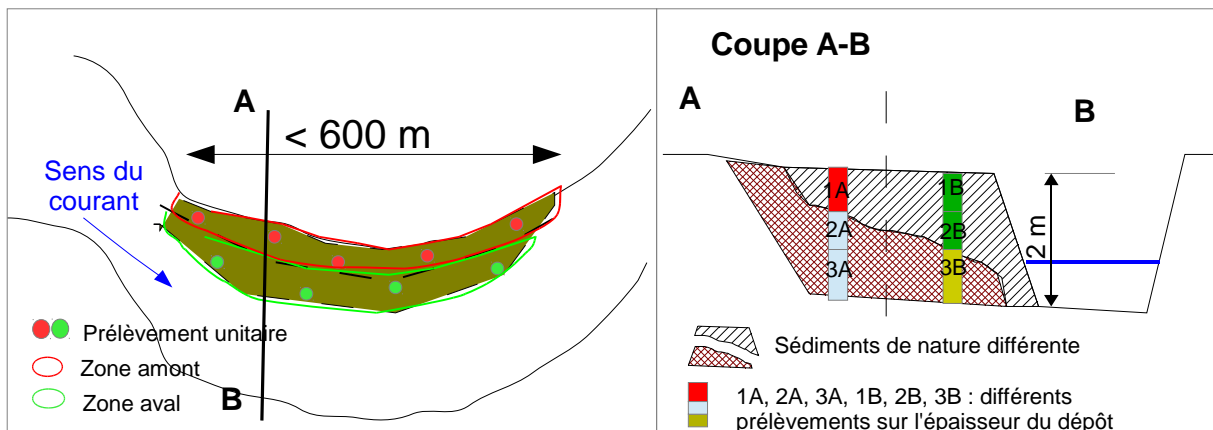 A
< 600 m
Sens du
courant
Prélèvement unitaire
Zone amont
Zone aval
B
Coupe A-B
A
B
1A
2A
3A
1B
2B
3B
2 m
Sédiments de nature différente
1A, 2A, 3A, 1B, 2B, 3B : différents
prélèvements sur l'épaisseur du dépôt